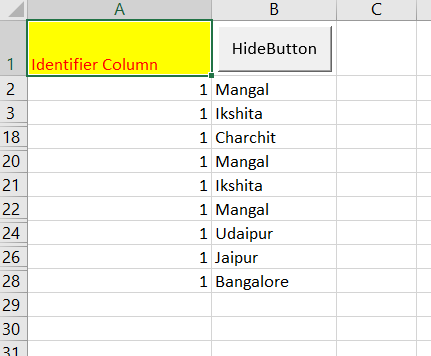 A B C
1 Identifier Column HideButton
2 1 Mangal
3 1 Ikshita
18 1 Charchit
20 1 Mangal
21 1 Ikshita
22 1 Mangal
24 1 Udaipur
26 1 Jaipur
28 1 Bangalore
29
30
31